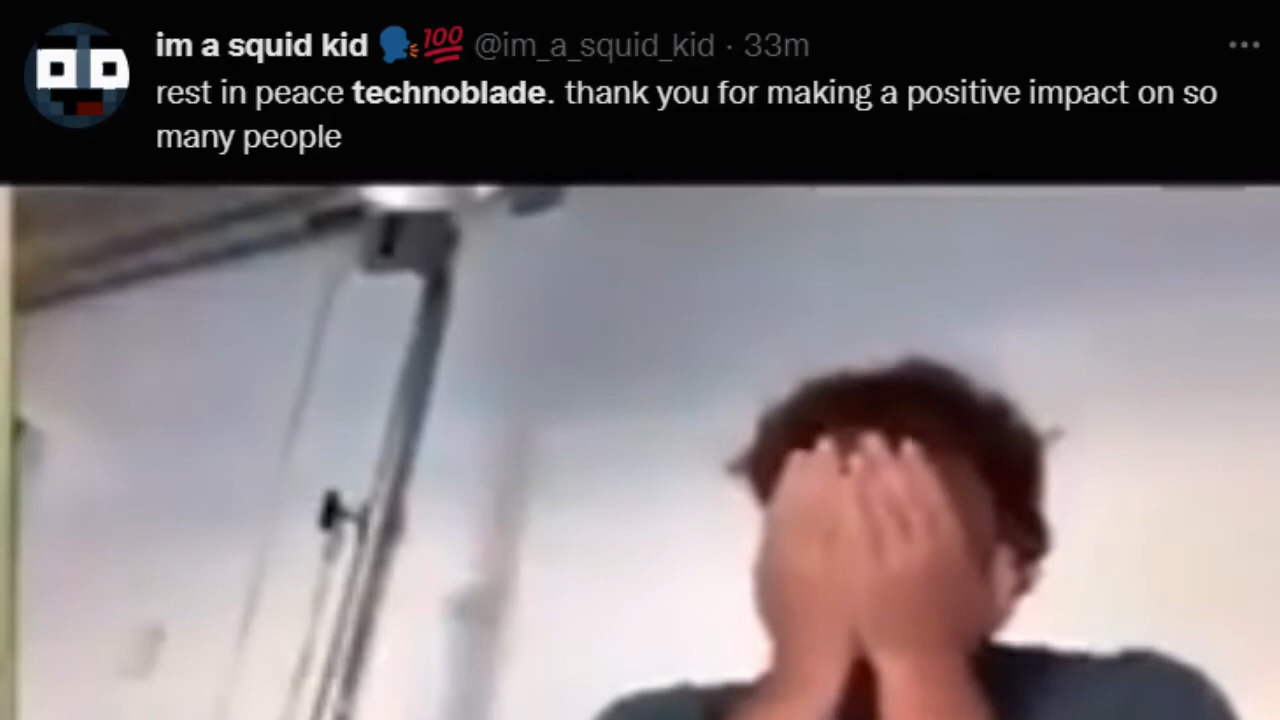 im a squid kid 🗣️💯 @im_a_squid_kid · 33m
rest in peace technoblade. thank you for making a positive impact on so
many people